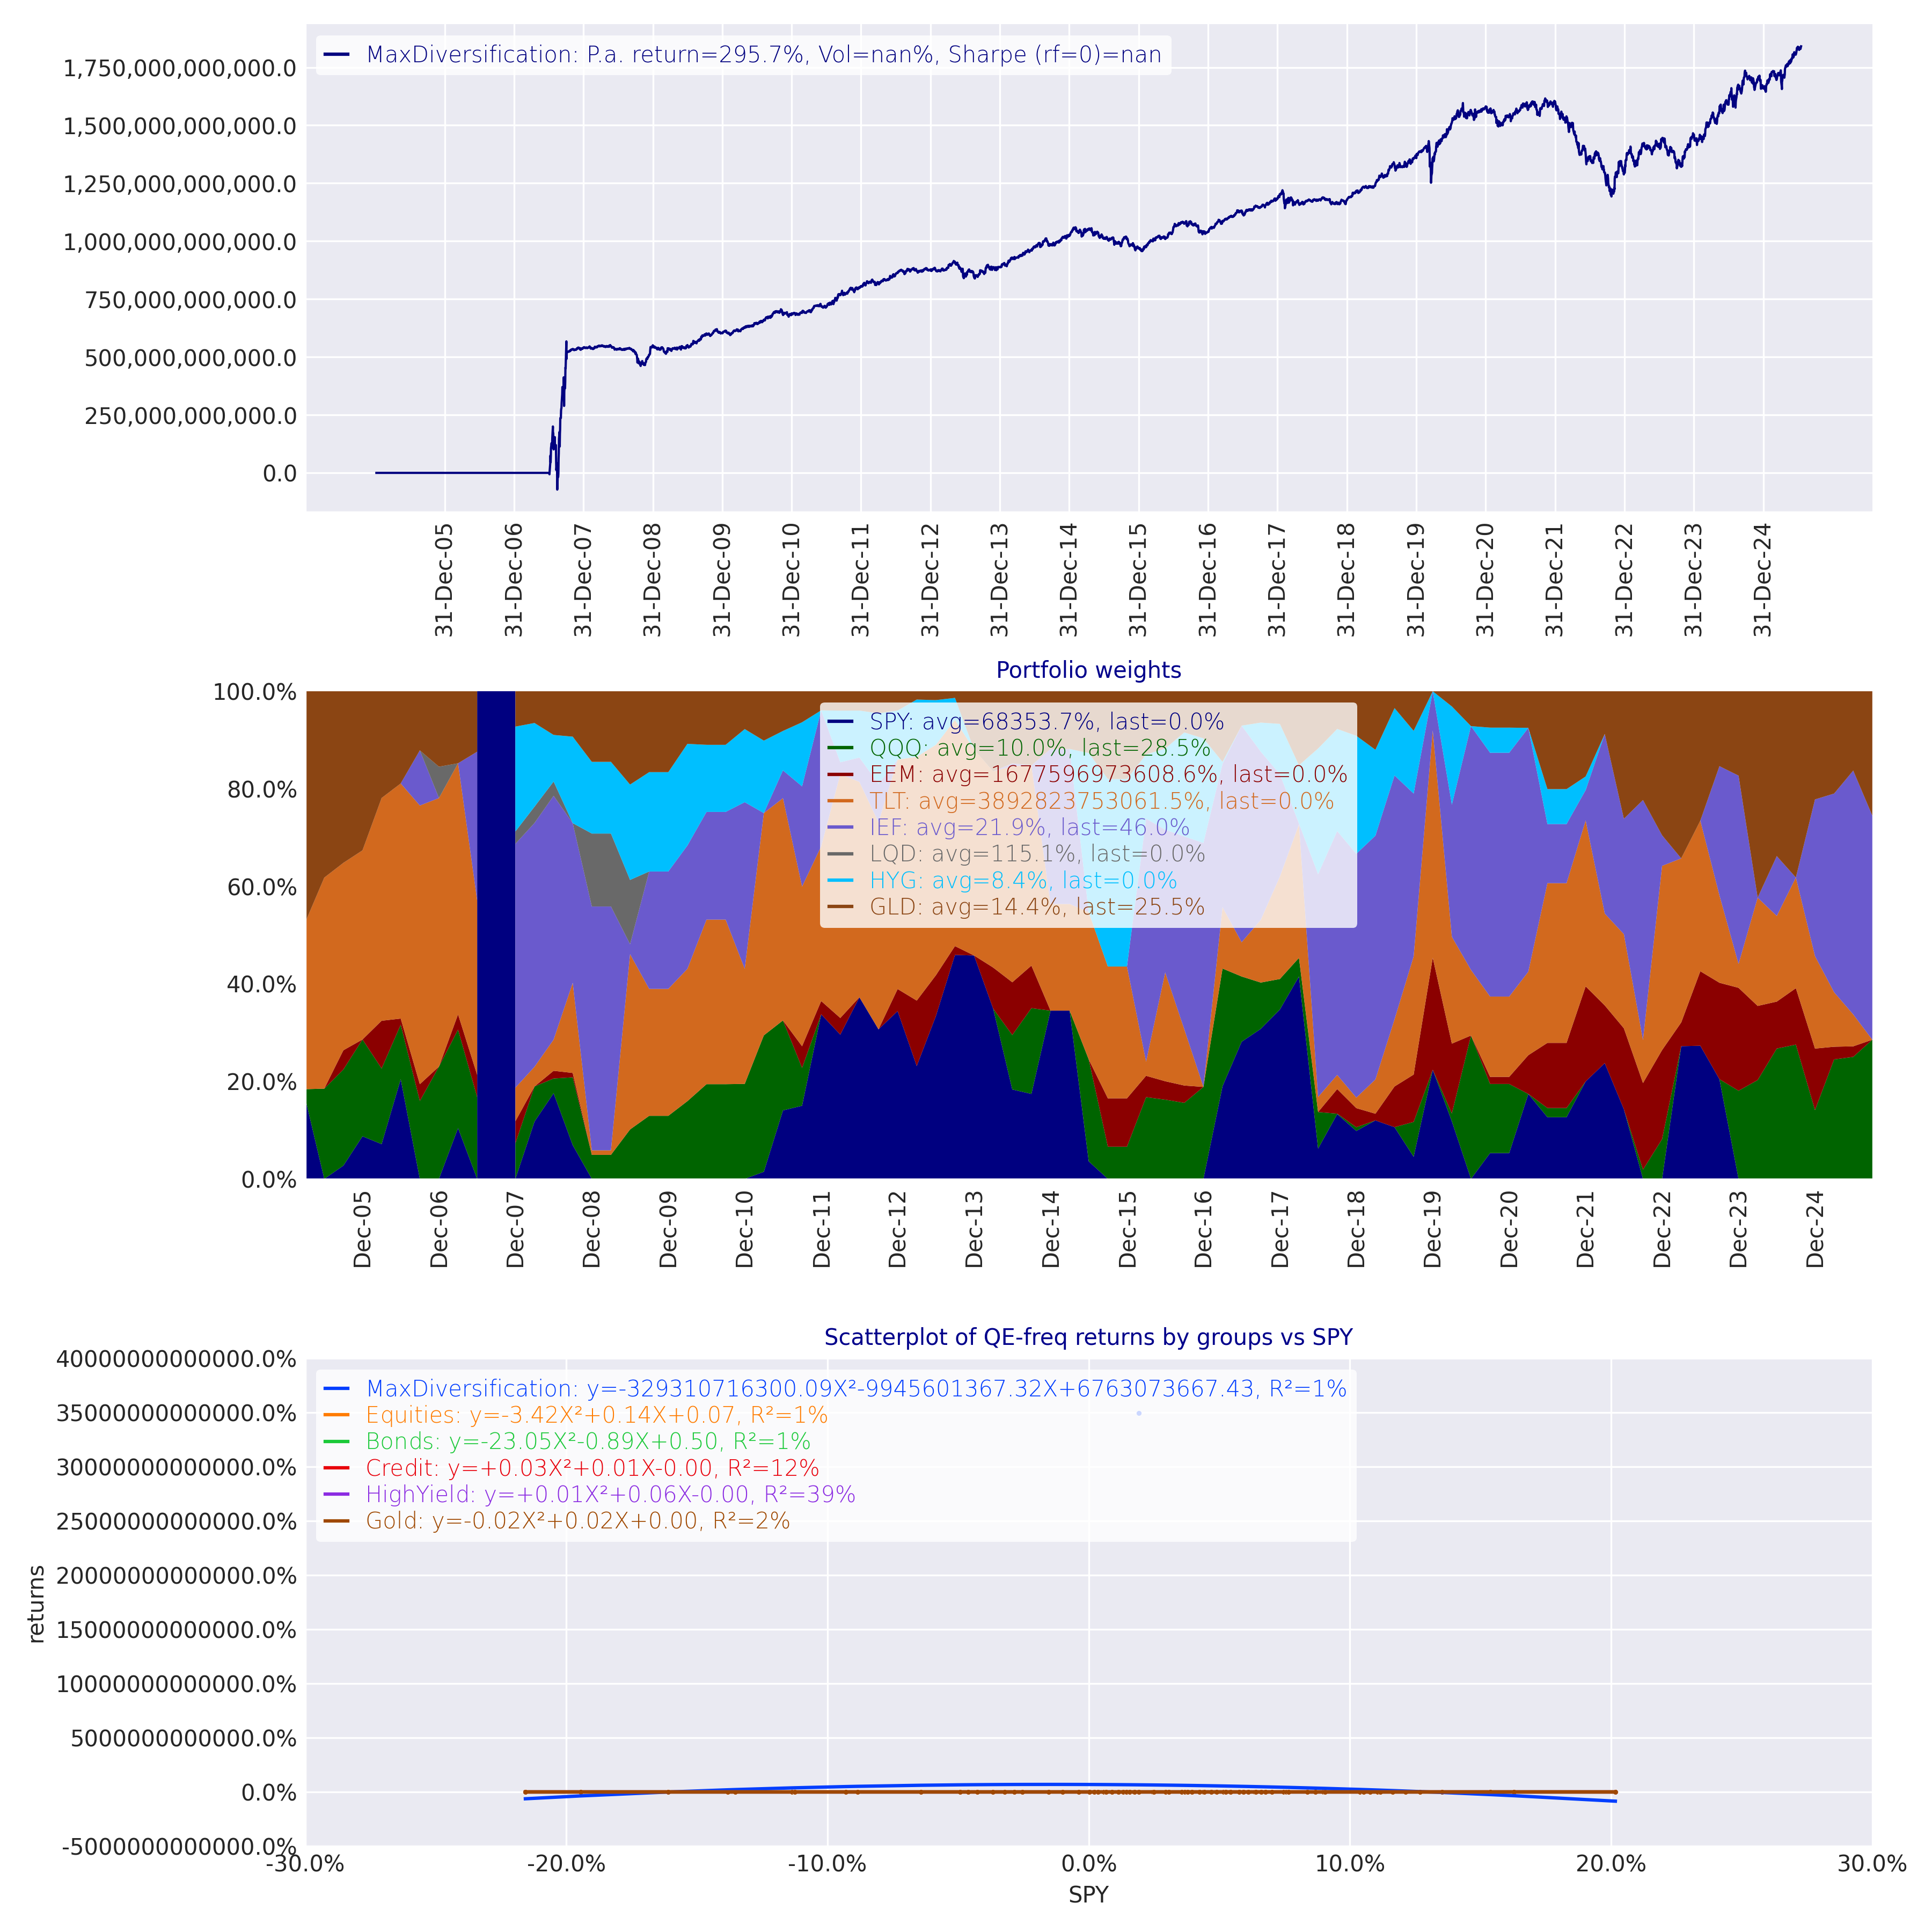 MaxDiversification: P.a. return=295.7%, Vol=nan%, Sharpe (rf=0)=nan
1,750,000,000,000.0
1,500,000,000,000.0
1,250,000,000,000.0
1,000,000,000,000.0
750,000,000,000.0
500,000,000,000.0
250,000,000,000.0
0.0
31-Dec-05
31-Dec-06
31-Dec-07
31-Dec-08
31-Dec-09
31-Dec-10
31-Dec-11
31-Dec-12
31-Dec-13
31-Dec-14
31-Dec-15
31-Dec-16
31-Dec-17
31-Dec-18
31-Dec-19
31-Dec-20
31-Dec-21
31-Dec-22
31-Dec-23
31-Dec-24
Portfolio weights
100.0%
80.0%
60.0%
40.0%
20.0%
0.0%
SPY: avg=68353.7%, last=0.0%
QQQ: avg=10.0%, last=28.5%
EEM: avg=1677596973608.6%, last=0.0%
TLT: avg=3892823753061.5%, last=0.0%
IEF: avg=21.9%, last=46.0%
LQD: avg=115.1%, last=0.0%
HYG: avg=8.4%, last=0.0%
GLD: avg=14.4%, last=25.5%
Dec-05
Dec-06
Dec-07
Dec-08
Dec-09
Dec-10
Dec-11
Dec-12
Dec-13
Dec-14
Dec-15
Dec-16
Dec-17
Dec-18
Dec-19
Dec-20
Dec-21
Dec-22
Dec-23
Dec-24
Scatterplot of QE-freq returns by groups vs SPY
40000000000000.0%
35000000000000.0%
30000000000000.0%
25000000000000.0%
20000000000000.0%
15000000000000.0%
10000000000000.0%
5000000000000.0%
0.0%
-5000000000000.0%
returns
MaxDiversification: y=-329310716300.09X²-9945601367.32X+6763073667.43, R²=1%
Equities: y=-3.42X²+0.14X+0.07, R²=1%
Bonds: y=-23.05X²-0.89X+0.50, R²=1%
Credit: y=+0.03X²+0.01X-0.00, R²=12%
HighYield: y=+0.01X²+0.06X-0.00, R²=39%
Gold: y=-0.02X²+0.02X+0.00, R²=2%
-30.0%
-20.0%
-10.0%
0.0%
10.0%
20.0%
30.0%
SPY